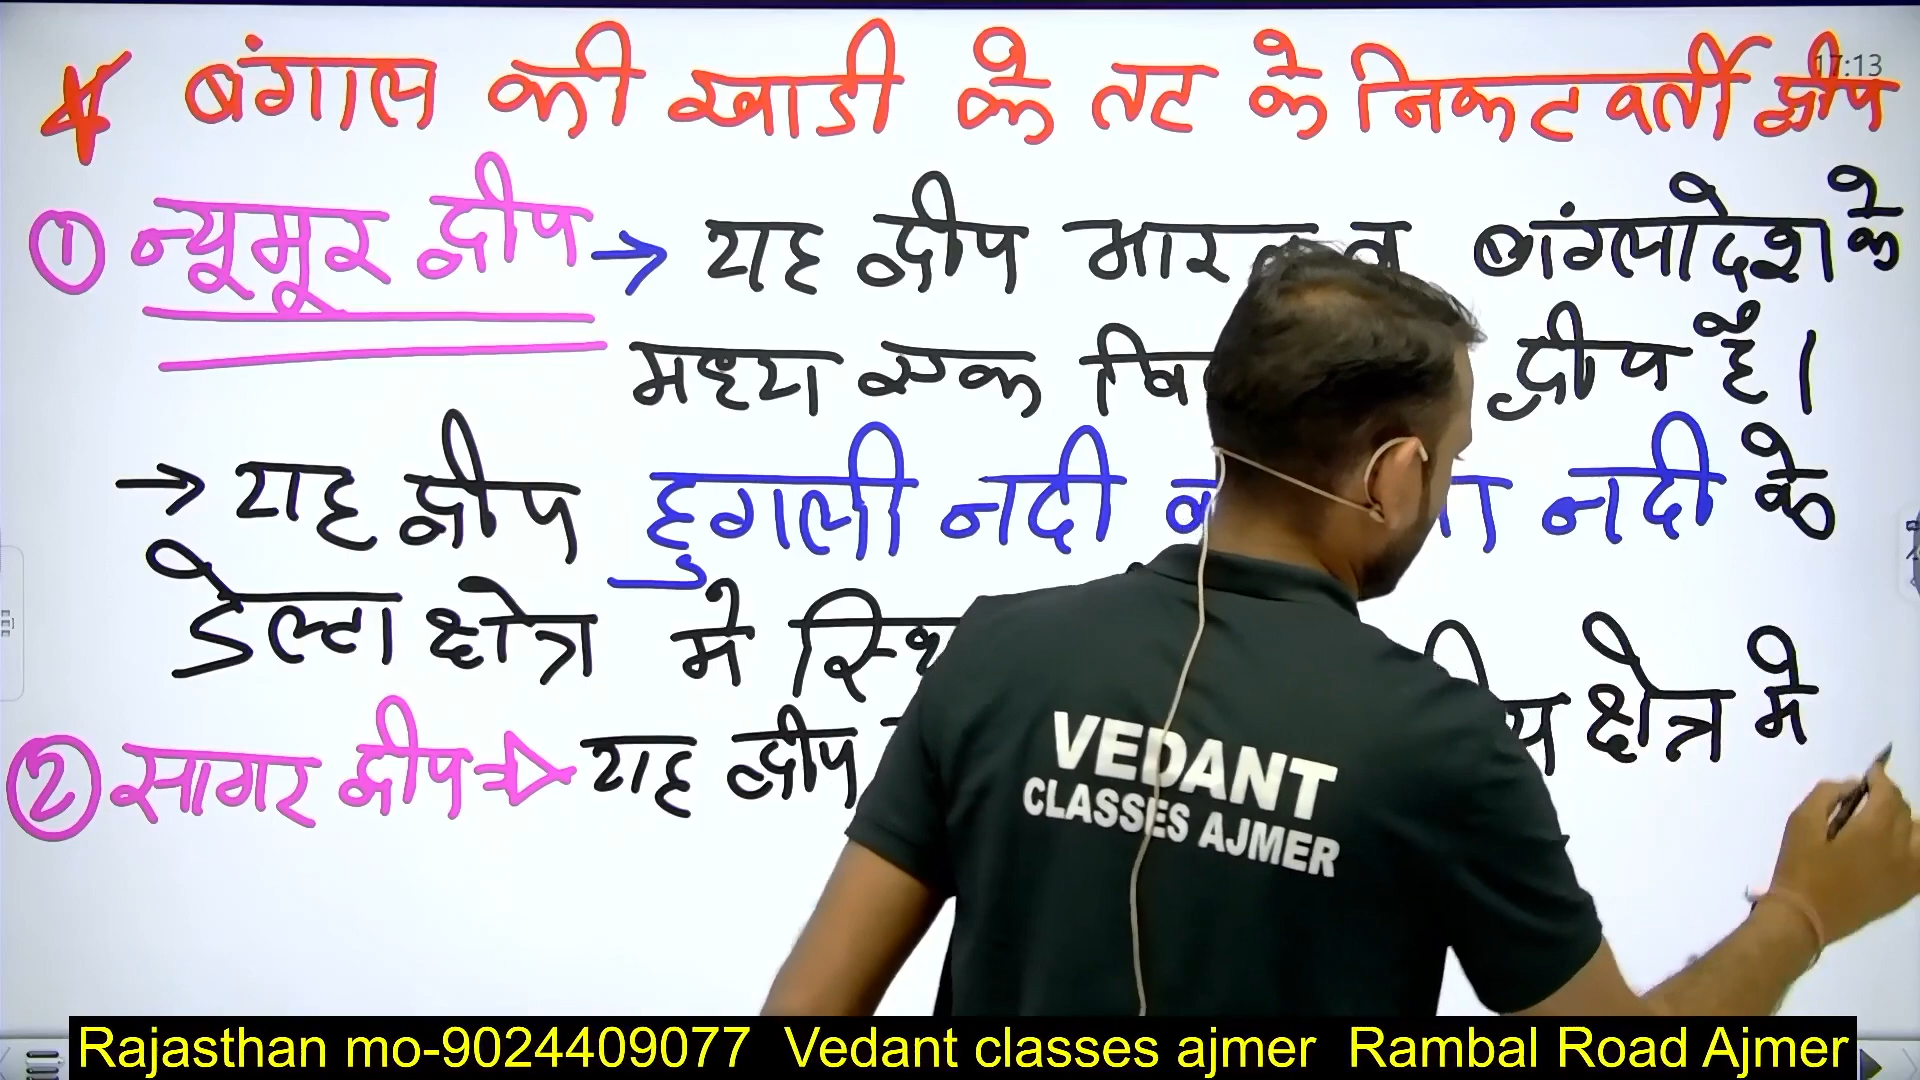 बंगाल की खाडी के तट के निकटवर्ती द्वीप
17:13
① न्यूमूर द्वीप → यह द्वीप बांग्लादेश के
मध्य एक द्वीप है।
→ यह द्वीप हुगली नदी नदी के
डेल्टा क्षेत्र मे
② सागर द्वीप ⇒ यह द्वीप क्षेत्र मे
VEDANT
CLASSES AJMER
Rajasthan mo-9024409077 Vedant classes ajmer Rambal Road Ajmer